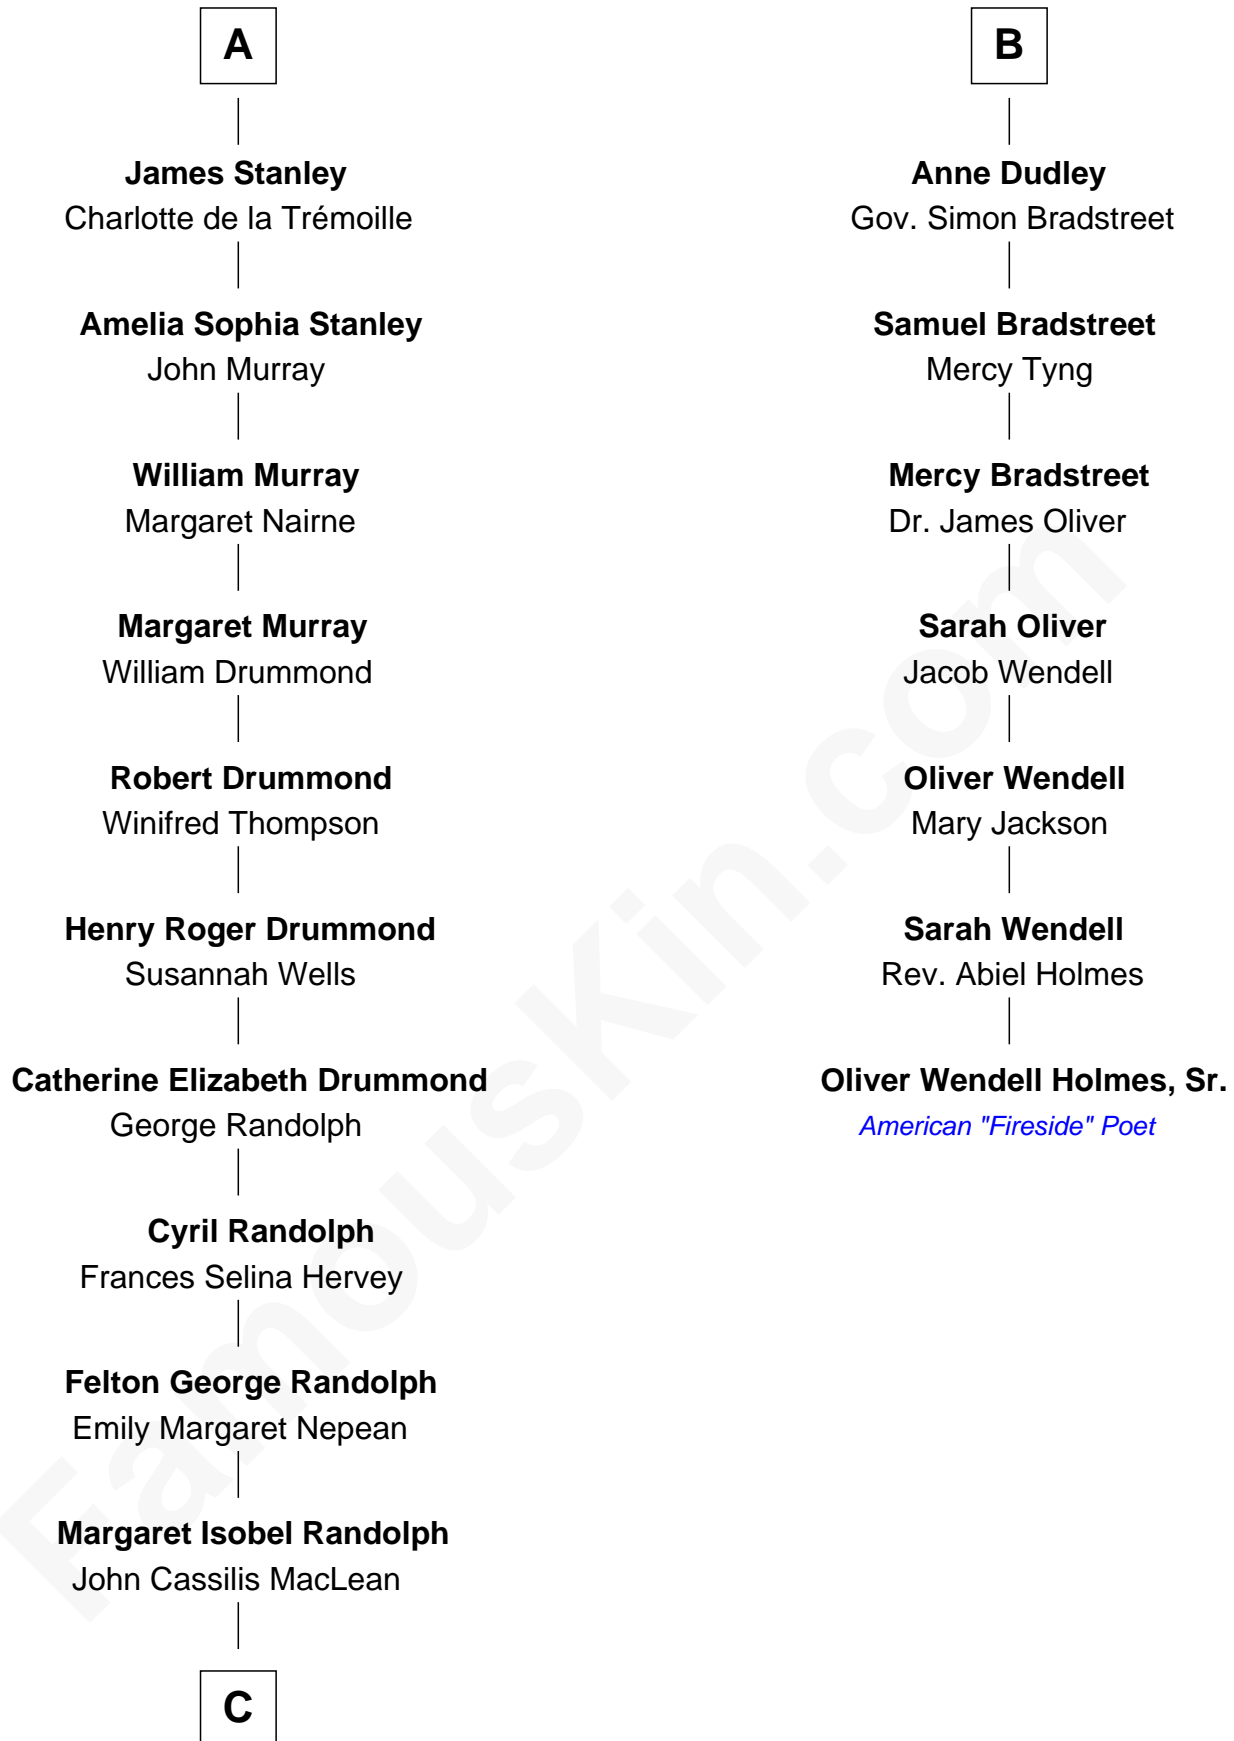 A
James Stanley
Charlotte de la Trémoille
Amelia Sophia Stanley
John Murray
William Murray
Margaret Nairne
Margaret Murray
William Drummond
Robert Drummond
Winifred Thompson
Henry Roger Drummond
Susannah Wells
Catherine Elizabeth Drummond
George Randolph
Cyril Randolph
Frances Selina Hervey
Felton George Randolph
Emily Margaret Nepean
Margaret Isobel Randolph
John Cassilis MacLean
C
B
Anne Dudley
Gov. Simon Bradstreet
Samuel Bradstreet
Mercy Tyng
Mercy Bradstreet
Dr. James Oliver
Sarah Oliver
Jacob Wendell
Oliver Wendell
Mary Jackson
Sarah Wendell
Rev. Abiel Holmes
Oliver Wendell Holmes, Sr.
American "Fireside" Poet
FamousKin.com